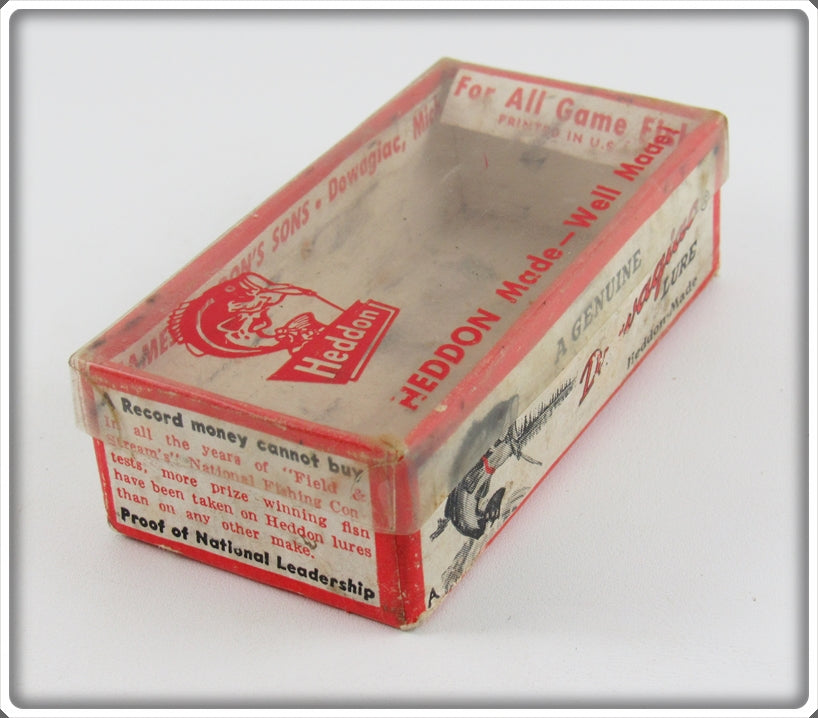 For All Game
PRINTED IN U.S.
SONS • Dowagiac, Mich
Heddon
HEDDON Made—Well Made!
A Record money cannot buy
In all the years of "Field &
Stream's" National Fishing Con-
tests, more prize winning fish
have been taken on Heddon lures
than on any other make.
Proof of National Leadership
A GENUINE
LURE
Heddon-Made
A